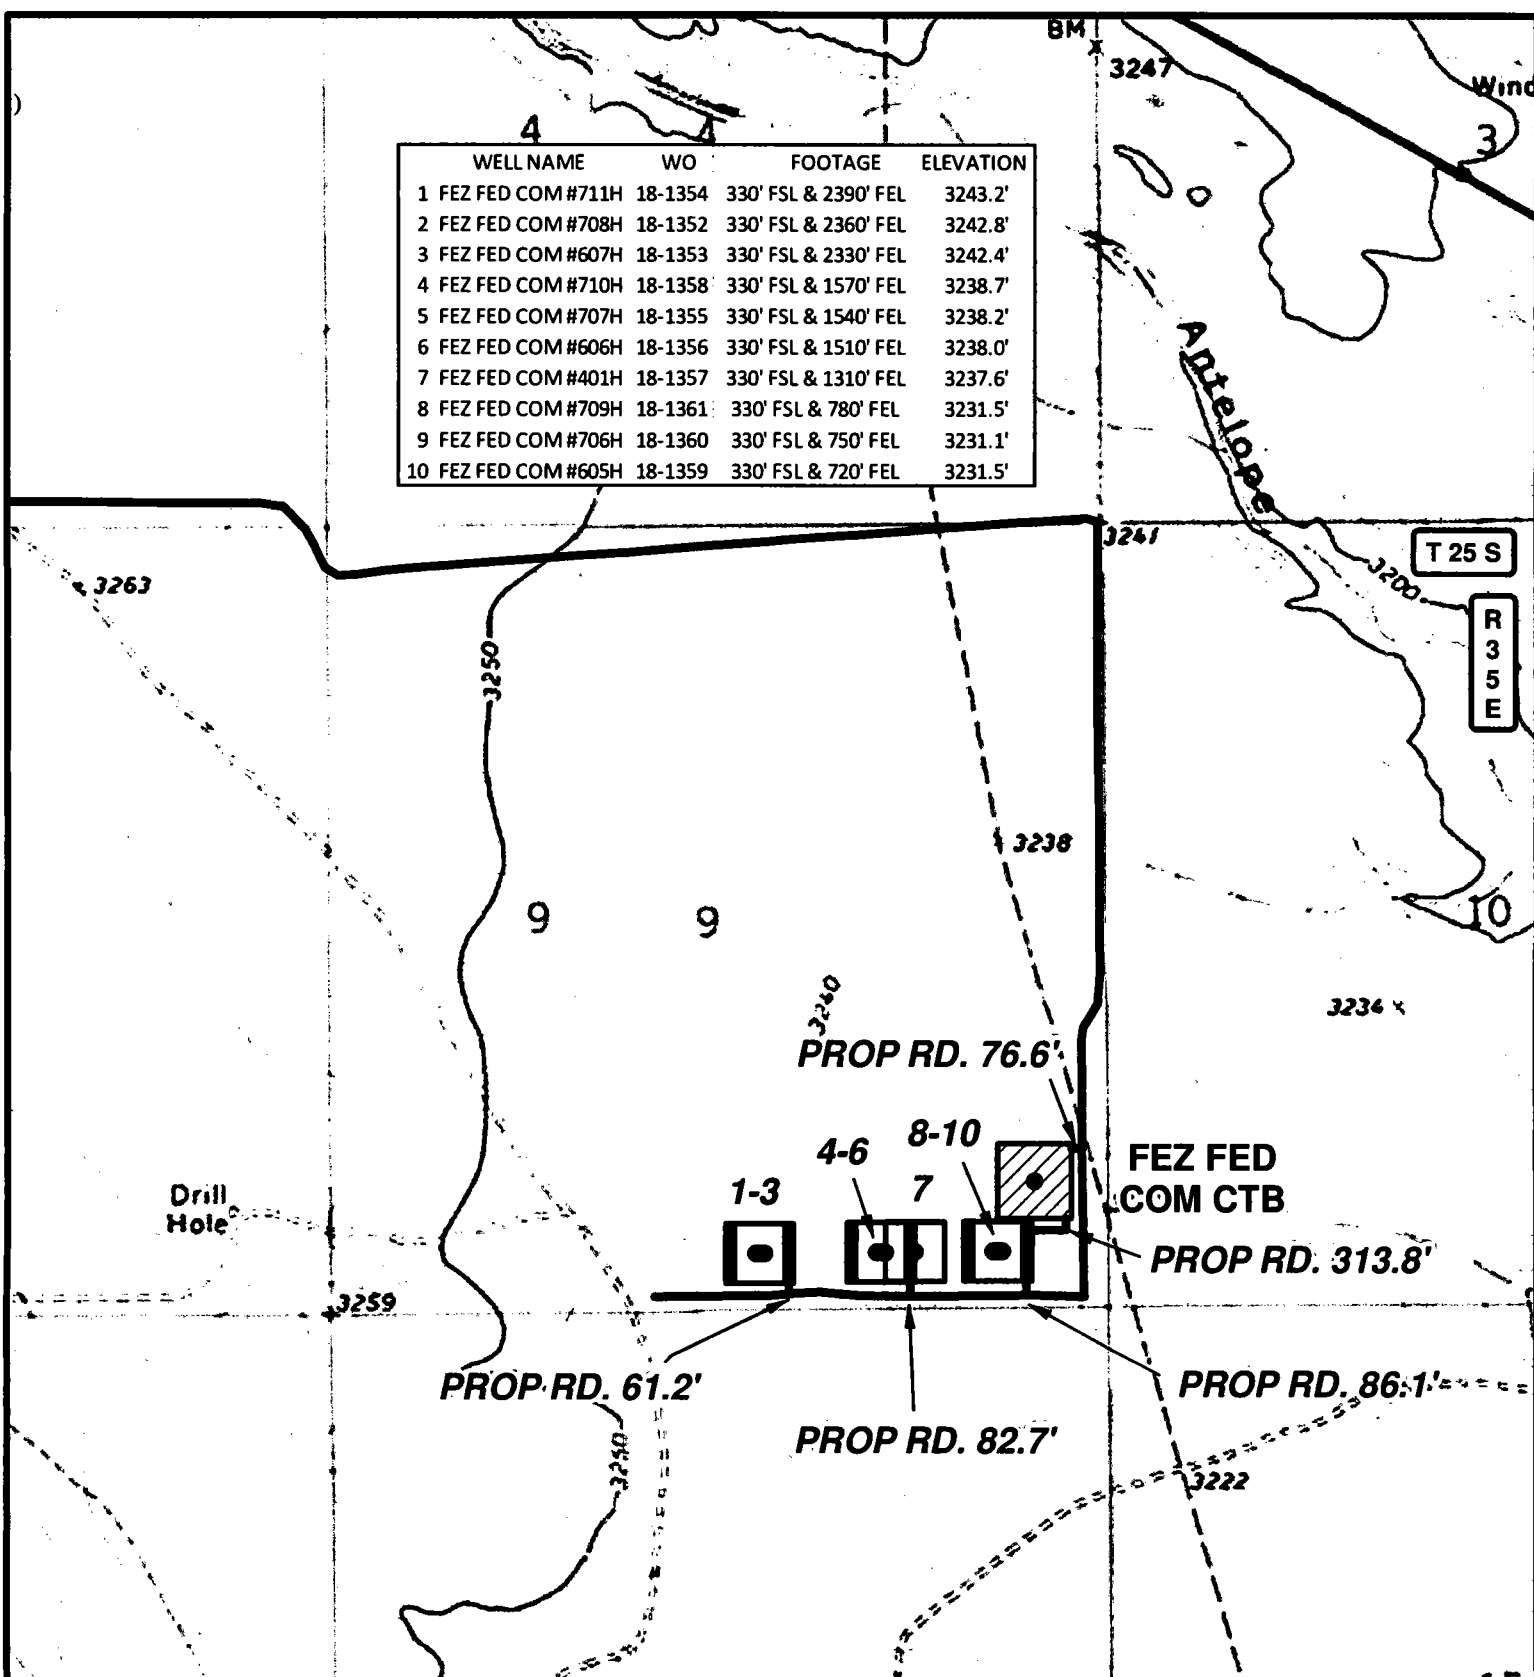 BM
3247
Wind
3
4
4
WELL NAME WO FOOTAGE ELEVATION
1 FEZ FED COM #711H 18-1354 330' FSL & 2390' FEL 3243.2'
2 FEZ FED COM #708H 18-1352 330' FSL & 2360' FEL 3242.8'
3 FEZ FED COM #607H 18-1353 330' FSL & 2330' FEL 3242.4'
4 FEZ FED COM #710H 18-1358 330' FSL & 1570' FEL 3238.7'
5 FEZ FED COM #707H 18-1355 330' FSL & 1540' FEL 3238.2'
6 FEZ FED COM #606H 18-1356 330' FSL & 1510' FEL 3238.0'
7 FEZ FED COM #401H 18-1357 330' FSL & 1310' FEL 3237.6'
8 FEZ FED COM #709H 18-1361 330' FSL & 780' FEL 3231.5'
9 FEZ FED COM #706H 18-1360 330' FSL & 750' FEL 3231.1'
10 FEZ FED COM #605H 18-1359 330' FSL & 720' FEL 3231.5'
Antelope
3241
T 25 S
3200
3263
R
3
5
E
3250
3238
9
9
10
3240
3234
PROP RD. 76.6'
8-10
4-6
7
1-3
FEZ FED
COM CTB
Drill
Hole
PROP RD. 313.8'
3259
PROP RD. 61.2'
PROP RD. 86.1'
PROP RD. 82.7'
3250
3222